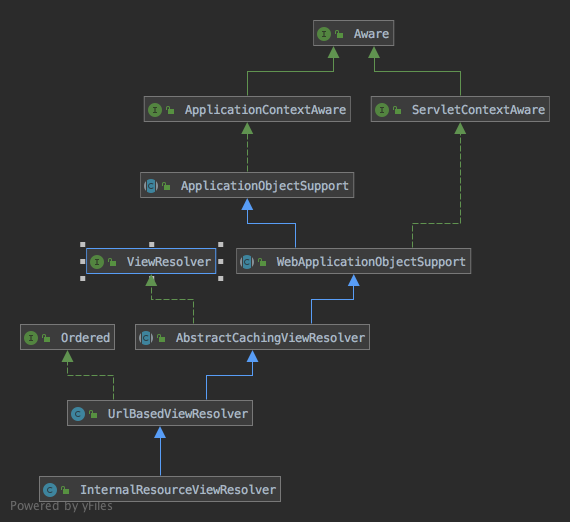 I Aware
I ApplicationContextAware
I ServletContextAware
C ApplicationObjectSupport
I ViewResolver
C WebApplicationObjectSupport
I Ordered
C AbstractCachingViewResolver
C UrlBasedViewResolver
C InternalResourceViewResolver
Powered by yFiles